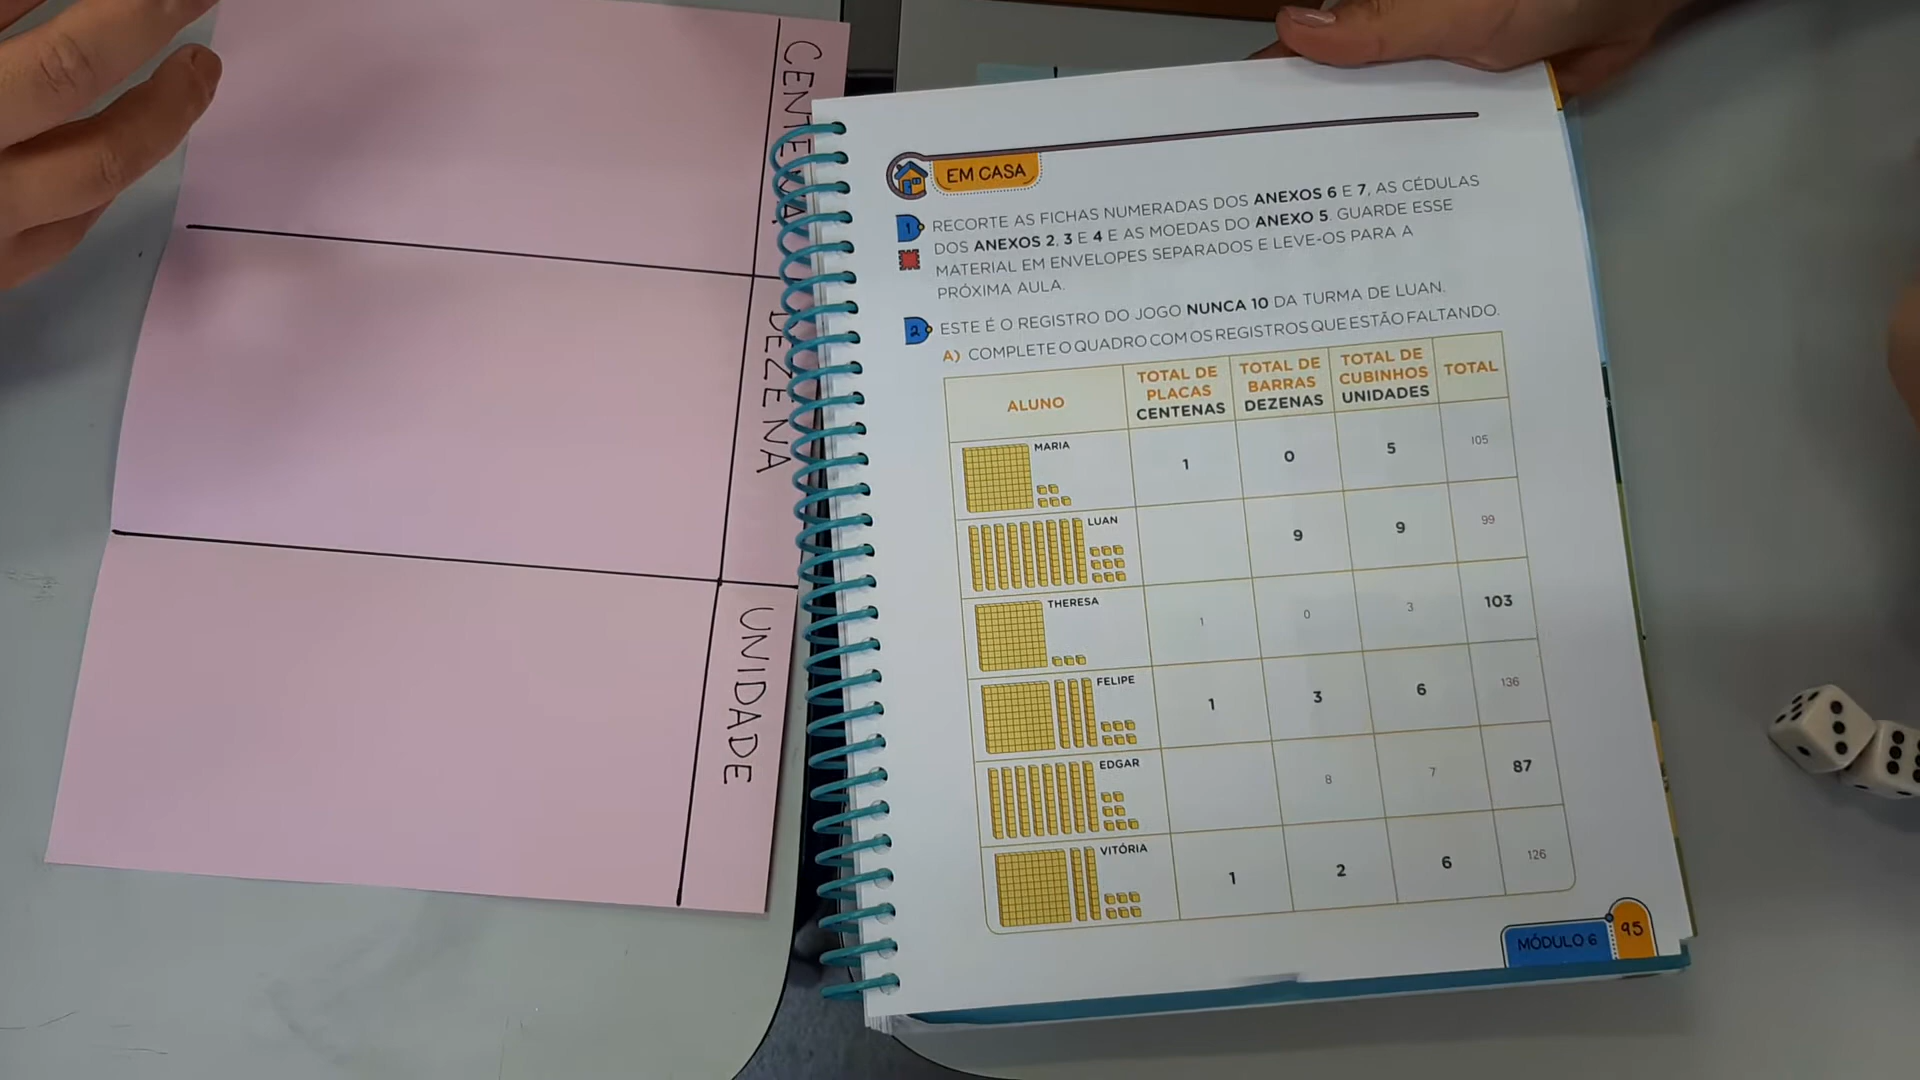 CENTENA
DEZENA
UNIDADE
EM CASA
1 RECORTE AS FICHAS NUMERADAS DOS ANEXOS 6 E 7, AS CÉDULAS
DOS ANEXOS 2, 3 E 4 E AS MOEDAS DO ANEXO 5. GUARDE ESSE
MATERIAL EM ENVELOPES SEPARADOS E LEVE-OS PARA A
PRÓXIMA AULA.
2 ESTE É O REGISTRO DO JOGO NUNCA 10 DA TURMA DE LUAN.
A) COMPLETE O QUADRO COM OS REGISTROS QUE ESTÃO FALTANDO.
ALUNO
TOTAL DE
PLACAS
CENTENAS
TOTAL DE
BARRAS
DEZENAS
TOTAL DE
CUBINHOS
UNIDADES
TOTAL
MARIA 1 0 5 105
LUAN 9 9 99
THERESA 1 0 3 103
FELIPE 1 3 6 136
EDGAR 8 7 87
VITÓRIA 1 2 6 126
MÓDULO 6 95